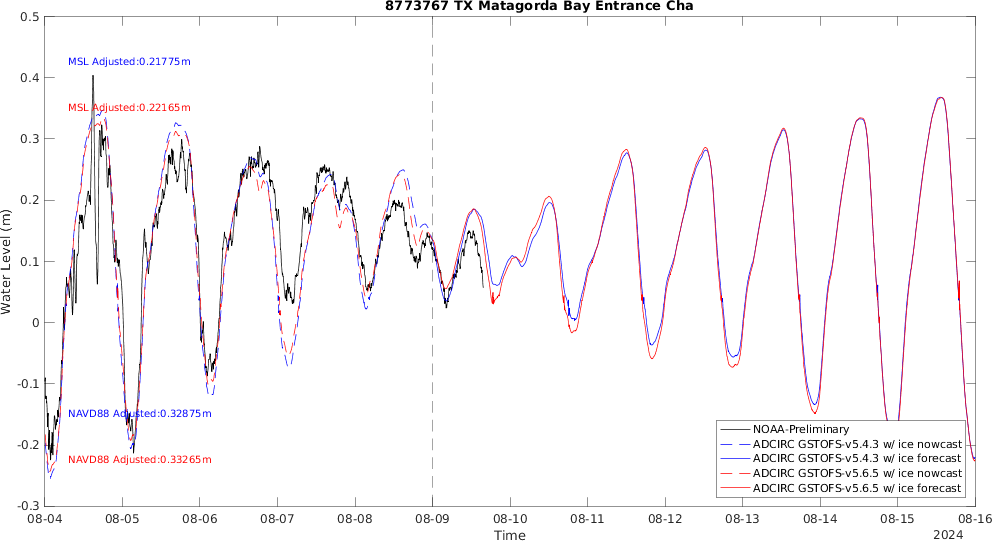 8773767 TX Matagorda Bay Entrance Cha
0.5
0.4
0.3
0.2
0.1
0
-0.1
-0.2
-0.3
Water Level (m)
MSL Adjusted:0.21775m
MSL Adjusted:0.22165m
NAVD88 Adjusted:0.32875m
NAVD88 Adjusted:0.33265m
NOAA-Preliminary
ADCIRC GSTOFS-v5.4.3 w/ ice nowcast
ADCIRC GSTOFS-v5.4.3 w/ ice forecast
ADCIRC GSTOFS-v5.6.5 w/ ice nowcast
ADCIRC GSTOFS-v5.6.5 w/ ice forecast
08-04 08-05 08-06 08-07 08-08 08-09 08-10 08-11 08-12 08-13 08-14 08-15 08-16
Time
2024